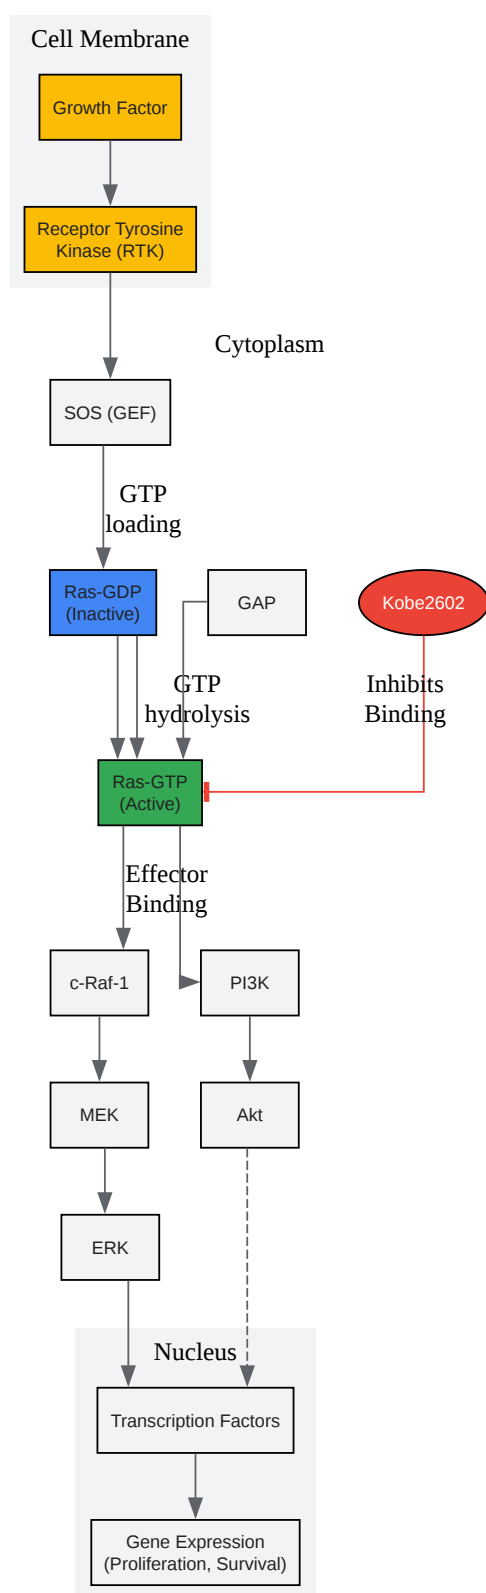 Cell Membrane
Growth Factor
Receptor Tyrosine
Kinase (RTK)
Cytoplasm
SOS (GEF)
GTP
loading
Ras-GDP
(Inactive)
GAP
Kobe2602
GTP
hydrolysis
Inhibits
Binding
Ras-GTP
(Active)
Effector
Binding
c-Raf-1
PI3K
MEK
Akt
ERK
Nucleus
Transcription Factors
Gene Expression
(Proliferation, Survival)